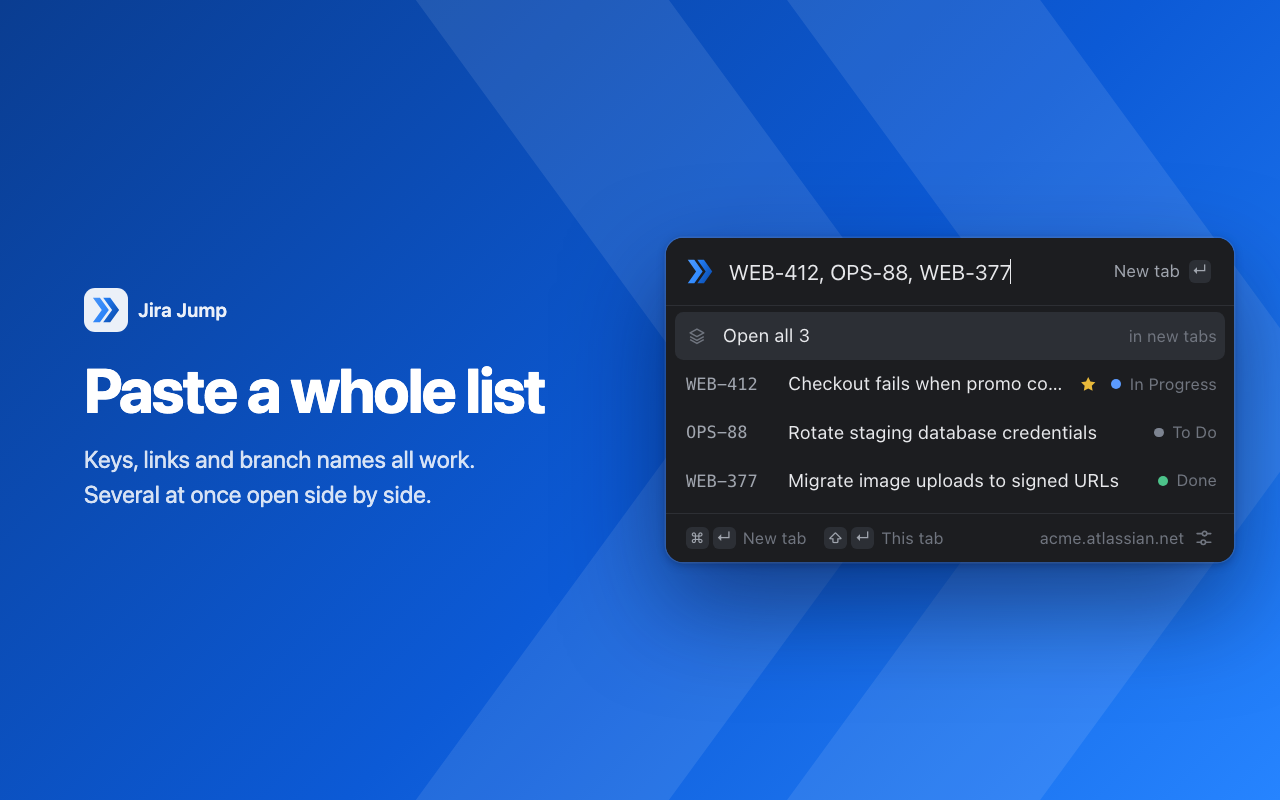 Jira Jump
Paste a whole list
Keys, links and branch names all work.
Several at once open side by side.
WEB-412, OPS-88, WEB-377
New tab
Open all 3
in new tabs
WEB–412 Checkout fails when promo co... In Progress
OPS–88 Rotate staging database credentials To Do
WEB–377 Migrate image uploads to signed URLs Done
⌘ ↵ New tab ⇧ ↵ This tab acme.atlassian.net